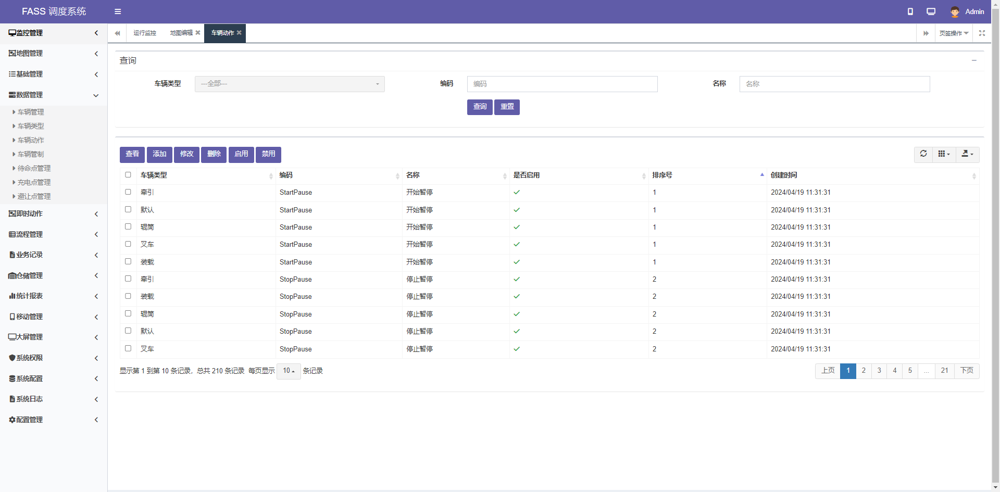 FASS 调度系统
Admin
监控管理
地图管理
基础管理
数据管理
车辆管理
车辆类型
车辆动作
车辆管制
待命点管理
充电点管理
避让点管理
即时动作
流程管理
业务记录
仓储管理
统计报表
移动管理
大屏管理
系统权限
系统配置
系统日志
配置管理
运行监控 地图编辑 车辆动作 页签操作
查询
车辆类型 ---全部--- 编码 编码 名称 名称
查询 重置
查看 添加 修改 删除 启用 禁用
车辆类型 编码 名称 是否启用 排序号 创建时间
牵引 StartPause 开始暂停 1 2024/04/19 11:31:31
默认 StartPause 开始暂停 1 2024/04/19 11:31:31
辊筒 StartPause 开始暂停 1 2024/04/19 11:31:31
叉车 StartPause 开始暂停 1 2024/04/19 11:31:31
装载 StartPause 开始暂停 1 2024/04/19 11:31:31
牵引 StopPause 停止暂停 2 2024/04/19 11:31:31
装载 StopPause 停止暂停 2 2024/04/19 11:31:31
辊筒 StopPause 停止暂停 2 2024/04/19 11:31:31
默认 StopPause 停止暂停 2 2024/04/19 11:31:31
叉车 StopPause 停止暂停 2 2024/04/19 11:31:31
显示第 1 到第 10 条记录，总共 210 条记录 每页显示 10 条记录
上页 1 2 3 4 5 ... 21 下页